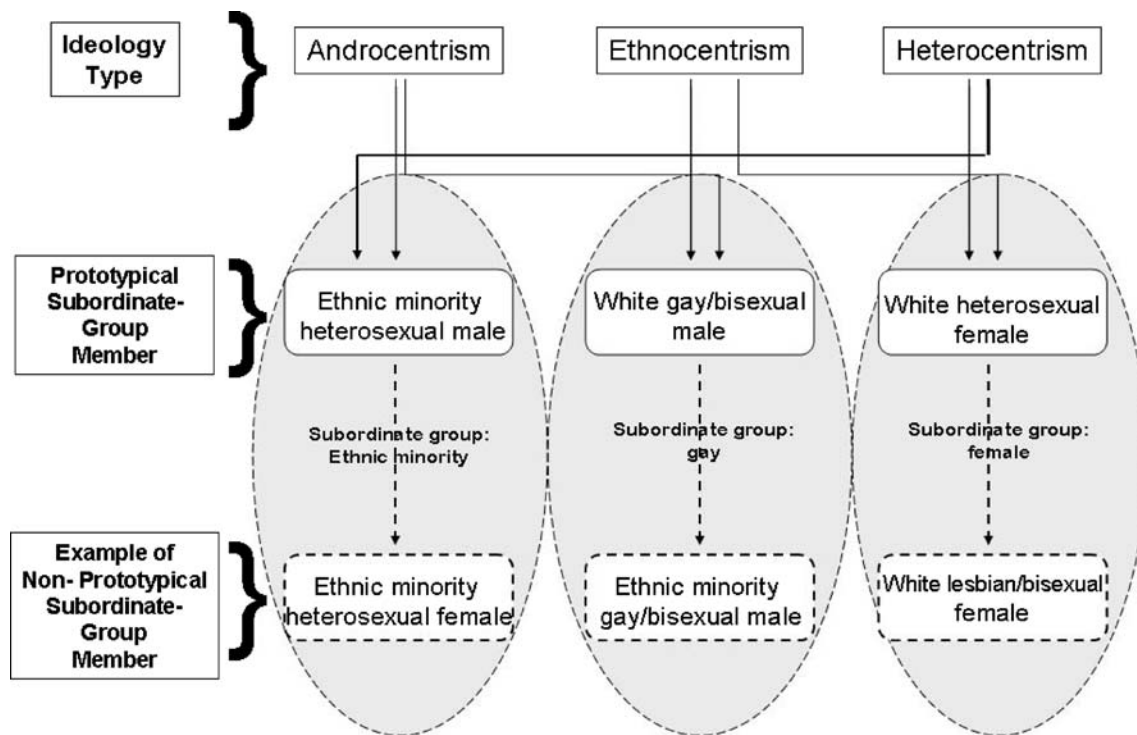 Ideology
Type
Androcentrism
Ethnocentrism
Heterocentrism
Prototypical
Subordinate-
Group
Member
Ethnic minority
heterosexual male
White gay/bisexual
male
White heterosexual
female
Subordinate group:
Ethnic minority
Subordinate group:
gay
Subordinate group:
female
Example of
Non- Prototypical
Subordinate-
Group
Member
Ethnic minority
heterosexual female
Ethnic minority
gay/bisexual male
White lesbian/bisexual
female